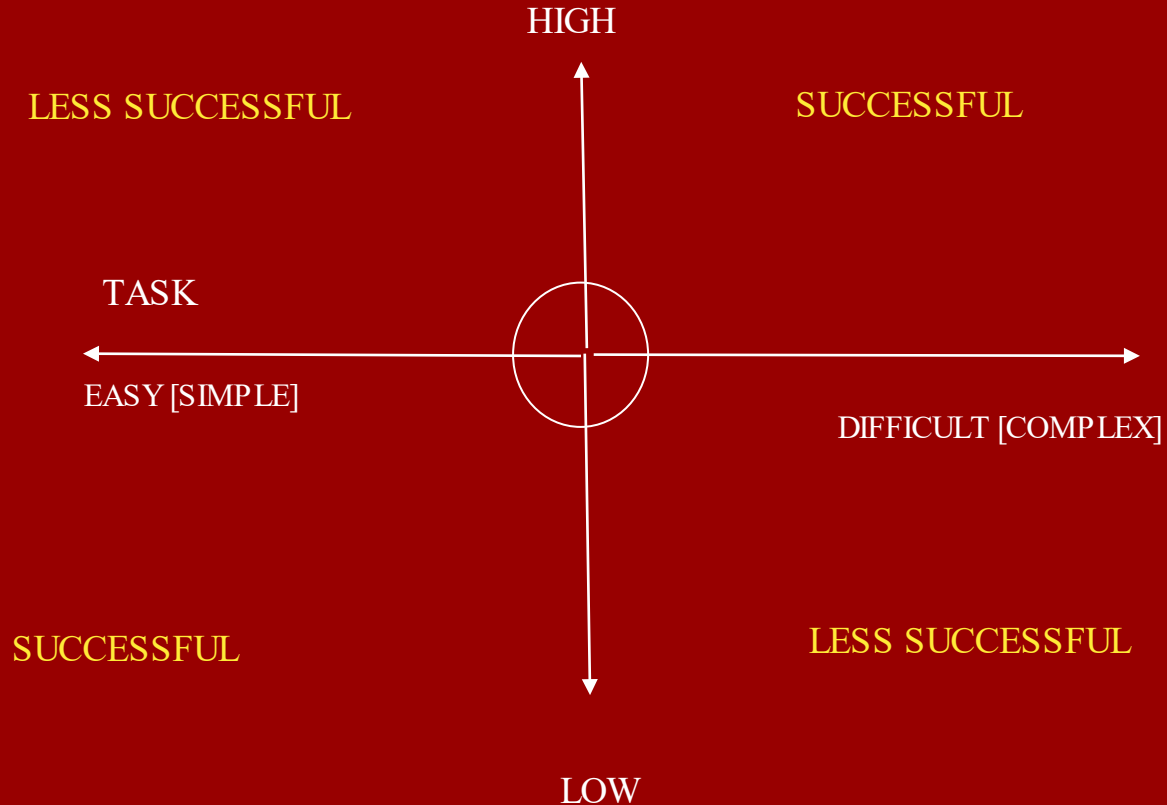 HIGH
LESS SUCCESSFUL
SUCCESSFUL
TASK
EASY [SIMPLE]
DIFFICULT [COMPLEX]
SUCCESSFUL
LESS SUCCESSFUL
LOW